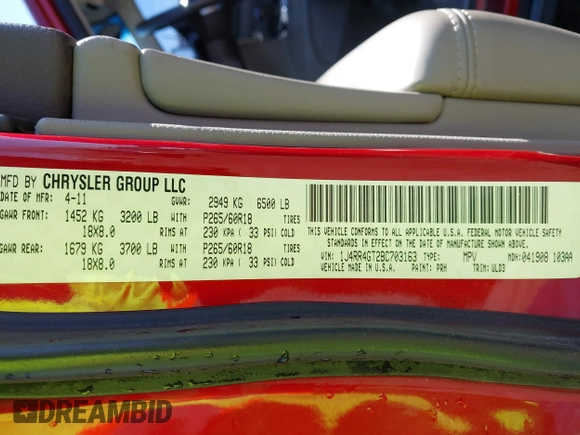 MFD BY CHRYSLER GROUP LLC
DATE OF MFR: 4-11 GVWR: 2949 KG 6500 LB
GAWR FRONT: 1452 KG 3200 LB WITH P265/60R18 TIRES
18X8.0 RIMS AT 230 KPA ( 33 PSI) COLD
GAWR REAR: 1679 KG 3700 LB WITH P265/60R18 TIRES
18X8.0 RIMS AT 230 KPA ( 33 PSI) COLD
THIS VEHICLE CONFORMS TO ALL APPLICABLE U.S.A. FEDERAL MOTOR VEHICLE SAFETY
STANDARDS IN EFFECT ON THE DATE OF MANUFACTURE SHOWN ABOVE.
VIN: 1J4RR4GT2BC703163 TYPE: MPV MDH: 041908 103AA
VEHICLE MADE IN U.S.A. PAINT: PRH TRIM: ULD3
DREAMBID